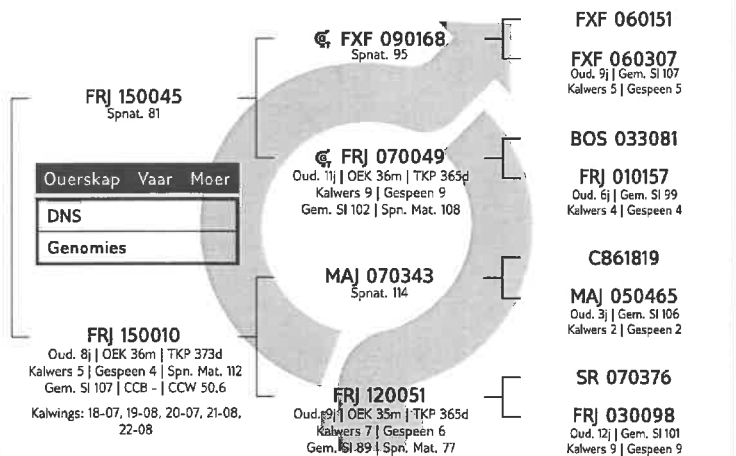 FRJ 150045
Spnat. 81
Ouerskap Vaar Moer
DNS
Genomies
FRJ 150010
Oud. 8j | OEK 36m | TKP 373d
Kalwers 5 | Gespeen 4 | Spn. Mat. 112
Gem. SI 107 | CCB - | CCW 50.6
Kalwings: 18-07, 19-08, 20-07, 21-08,
22-08
FXF 090168
Spnat. 95
FRJ 070049
Oud. 11j | OEK 36m | TKP 365d
Kalwers 9 | Gespeen 9
Gem. SI 102 | Spn. Mat. 108
MAJ 070343
Spnat. 114
FRJ 120051
Oud. 9j | OEK 35m | TKP 365d
Kalwers 7 | Gespeen 6
Gem. SI 89 | Spn. Mat. 77
FXF 060151
FXF 060307
Oud. 9j | Gem. SI 107
Kalwers 5 | Gespeen 5
BOS 033081
FRJ 010157
Oud. 6j | Gem. SI 99
Kalwers 4 | Gespeen 4
C861819
MAJ 050465
Oud. 3j | Gem. SI 106
Kalwers 2 | Gespeen 2
SR 070376
FRJ 030098
Oud. 12j | Gem. SI 101
Kalwers 9 | Gespeen 9